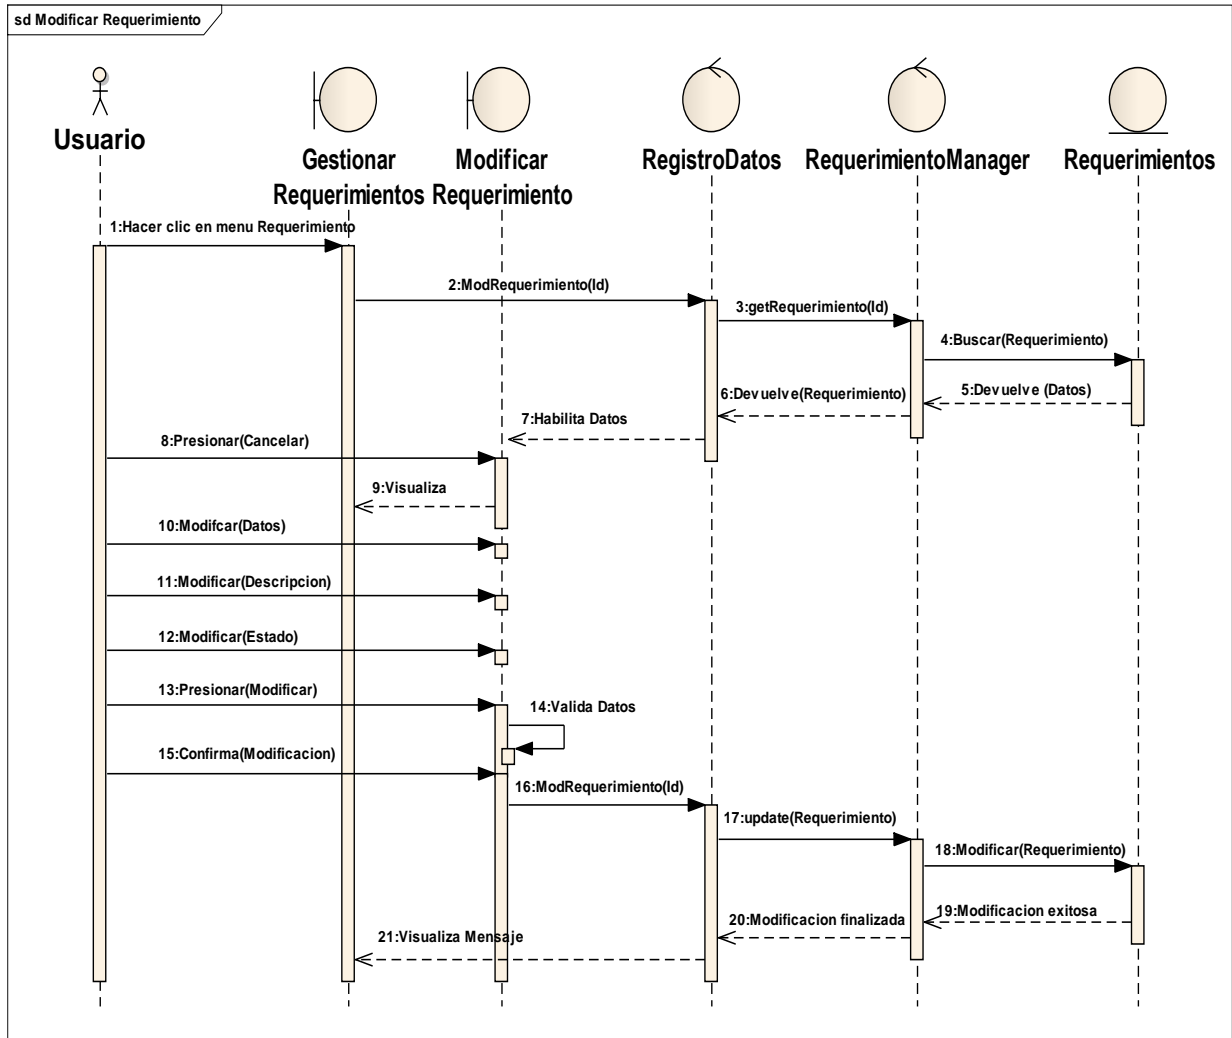 sd Modificar Requerimiento
Usuario
Gestionar
Requerimientos
Modificar
Requerimiento
RegistroDatos
RequerimientoManager
Requerimientos
1:Hacer clic en menu Requerimiento
2:ModRequerimiento(Id)
3:getRequerimiento(Id)
4:Buscar(Requerimiento)
5:Devuelve (Datos)
6:Devuelve(Requerimiento)
7:Habilita Datos
8:Presionar(Cancelar)
9:Visualiza
10:Modifcar(Datos)
11:Modificar(Descripcion)
12:Modificar(Estado)
13:Presionar(Modificar)
14:Valida Datos
15:Confirma(Modificacion)
16:ModRequerimiento(Id)
17:update(Requerimiento)
18:Modificar(Requerimiento)
19:Modificacion exitosa
20:Modificacion finalizada
21:Visualiza Mensaje